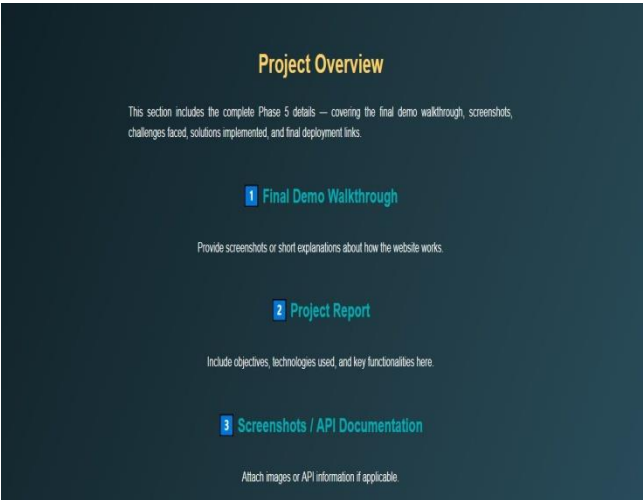 Project Overview
This section includes the complete Phase 5 details — covering the final demo walkthrough, screenshots,
challenges faced, solutions implemented, and final deployment links.
1 Final Demo Walkthrough
Provide screenshots or short explanations about how the website works.
2 Project Report
Include objectives, technologies used, and key functionalities here.
3 Screenshots / API Documentation
Attach images or API information if applicable.